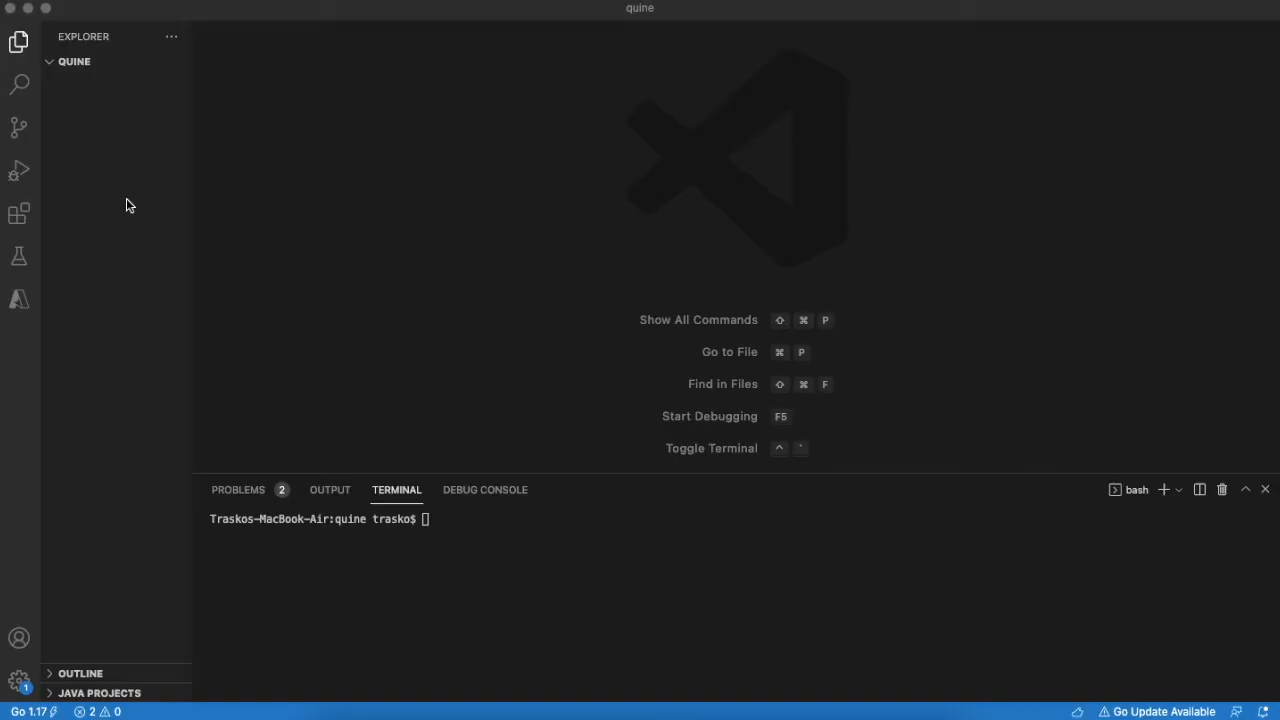 quine
EXPLORER ···
QUINE
Show All Commands ⇧ ⌘ P
Go to File ⌘ P
Find in Files ⇧ ⌘ F
Start Debugging F5
Toggle Terminal ^ `
PROBLEMS 2 OUTPUT TERMINAL DEBUG CONSOLE bash
Traskos-MacBook-Air:quine trasko$
OUTLINE
1
JAVA PROJECTS
Go 1.17 2 0 Go Update Available